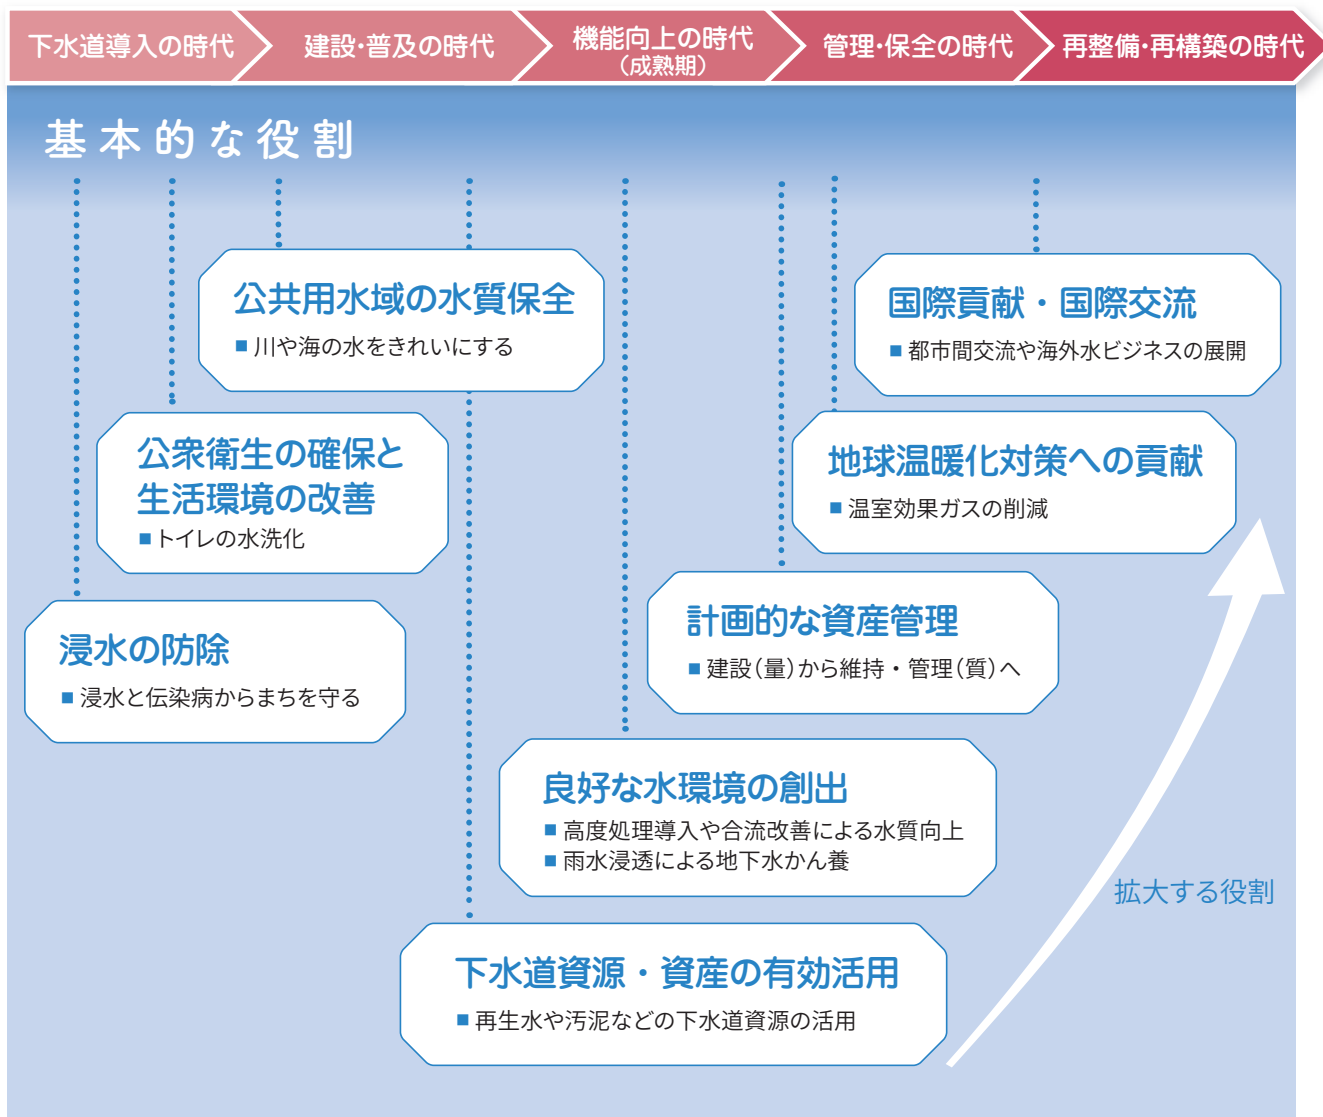 下水道導入の時代
建設・普及の時代
機能向上の時代
（成熟期）
管理・保全の時代
再整備・再構築の時代
基本的な役割
公共用水域の水質保全
■ 川や海の水をきれいにする
国際貢献・国際交流
■ 都市間交流や海外水ビジネスの展開
公衆衛生の確保と
生活環境の改善
■ トイレの水洗化
地球温暖化対策への貢献
■ 温室効果ガスの削減
浸水の防除
■ 浸水と伝染病からまちを守る
計画的な資産管理
■ 建設（量）から維持・管理（質）へ
良好な水環境の創出
■ 高度処理導入や合流改善による水質向上
■ 雨水浸透による地下水かん養
拡大する役割
下水道資源・資産の有効活用
■ 再生水や汚泥などの下水道資源の活用